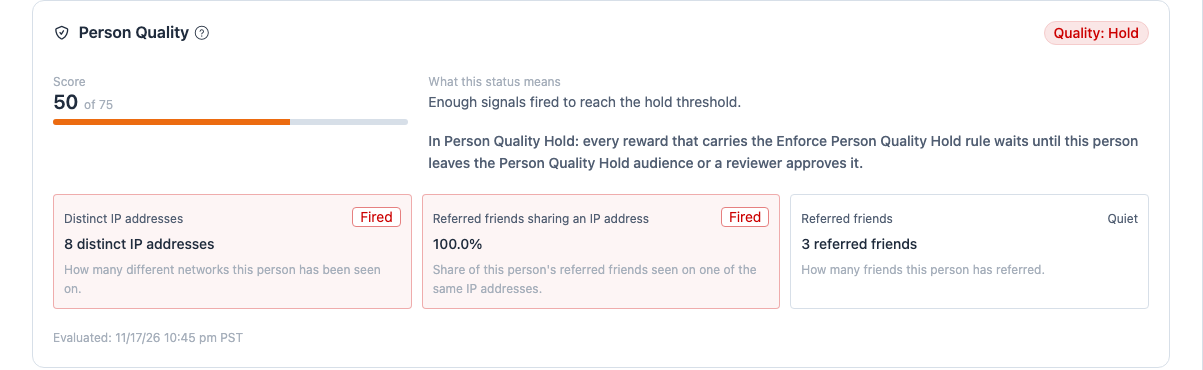 Person Quality
Quality: Hold
Score
50 of 75
What this status means
Enough signals fired to reach the hold threshold.
In Person Quality Hold: every reward that carries the Enforce Person Quality Hold rule waits until this person
leaves the Person Quality Hold audience or a reviewer approves it.
Distinct IP addresses
Fired
8 distinct IP addresses
How many different networks this person has been seen
on.
Referred friends sharing an IP address
Fired
100.0%
Share of this person's referred friends seen on one of the
same IP addresses.
Referred friends
Quiet
3 referred friends
How many friends this person has referred.
Evaluated: 11/17/26 10:45 pm PST